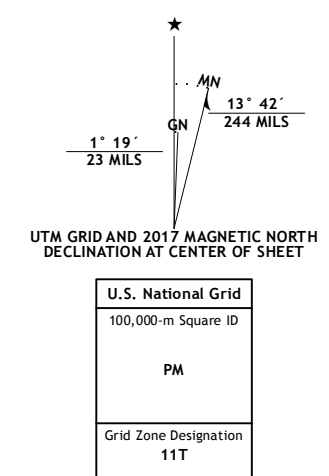 ★
MN
GN
13° 42´
244 MILS
1° 19´
23 MILS
UTM GRID AND 2017 MAGNETIC NORTH
DECLINATION AT CENTER OF SHEET
U.S. National Grid
100,000-m Square ID
PM
Grid Zone Designation
11T